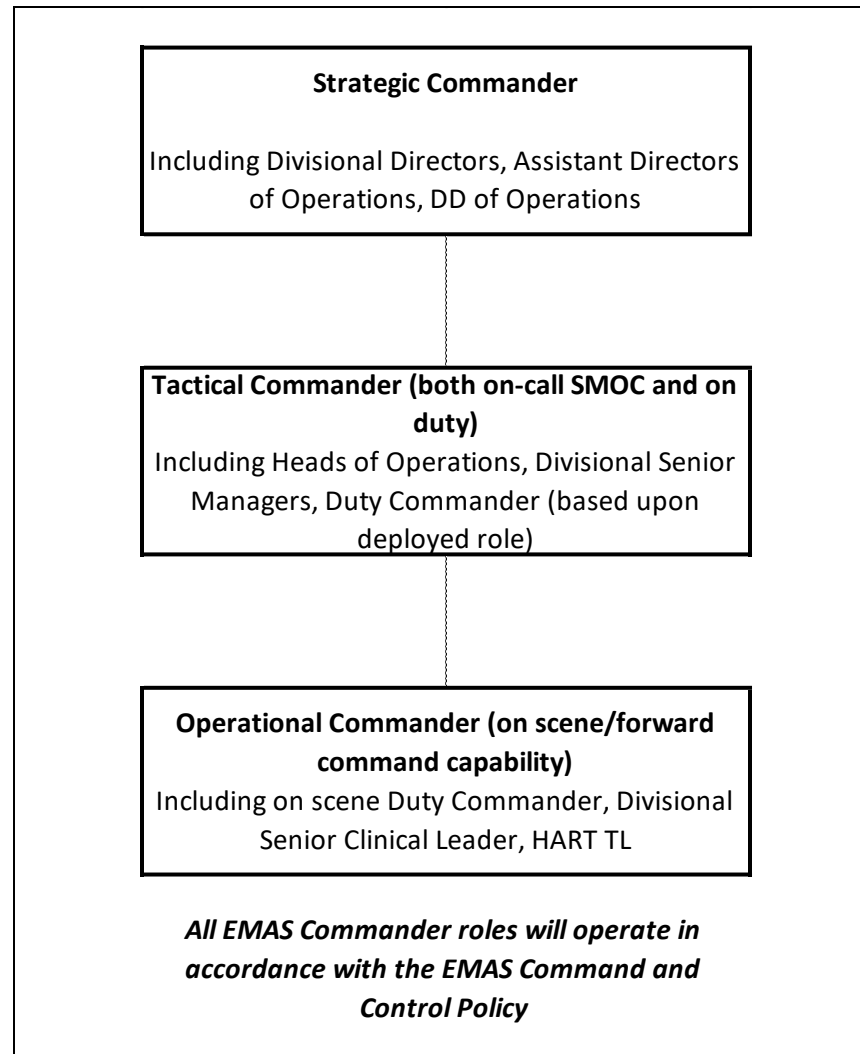 Strategic Commander
Including Divisional Directors, Assistant Directors
of Operations, DD of Operations
Tactical Commander (both on-call SMOC and on
duty)
Including Heads of Operations, Divisional Senior
Managers, Duty Commander (based upon
deployed role)
Operational Commander (on scene/forward
command capability)
Including on scene Duty Commander, Divisional
Senior Clinical Leader, HART TL
All EMAS Commander roles will operate in
accordance with the EMAS Command and
Control Policy